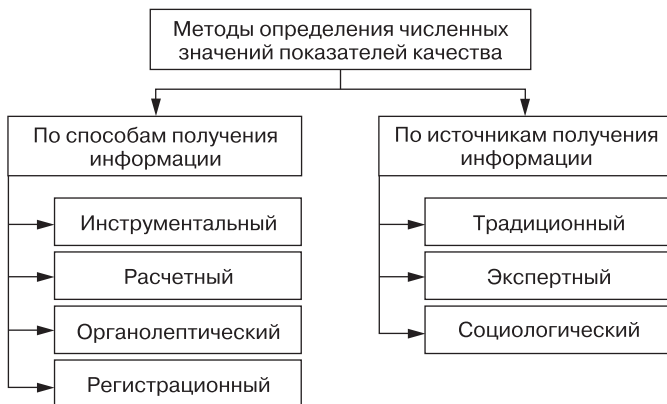 Методы определения численных
значений показателей качества
По способам получения
информации
Инструментальный
Расчетный
Органолептический
Регистрационный
По источникам получения
информации
Традиционный
Экспертный
Социологический